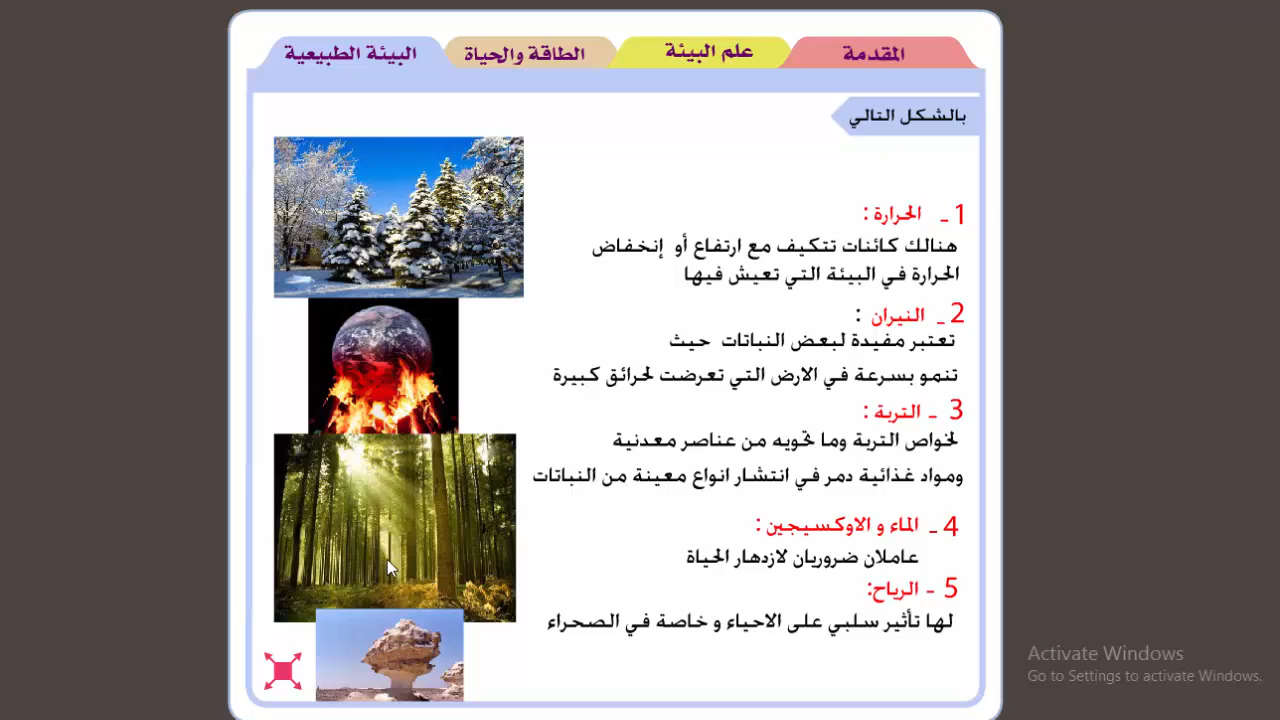 المقدمة
علم البيئة
الطاقة والحياة
البيئة الطبيعية
بالشكل التالي
1 _ الحرارة :
هنالك كائنات تتكيف مع ارتفاع أو إنخفاض
الحرارة في البيئة التي تعيش فيها
2 _ النيران :
تعتبر مفيدة لبعض النباتات حيث
تنمو بسرعة في الارض التي تعرضت لحرائق كبيرة
3 - التربة :
لخواص التربة وما تحويه من عناصر معدنية
ومواد غذائية دمر في انتشار انواع معينة من النباتات
4 _ الماء و الاوكسيجين :
عاملان ضروريان لازدهار الحياة
5 - الرياح:
لها تأثير سلبي على الاحياء و خاصة في الصحراء
Activate Windows
Go to Settings to activate Windows.